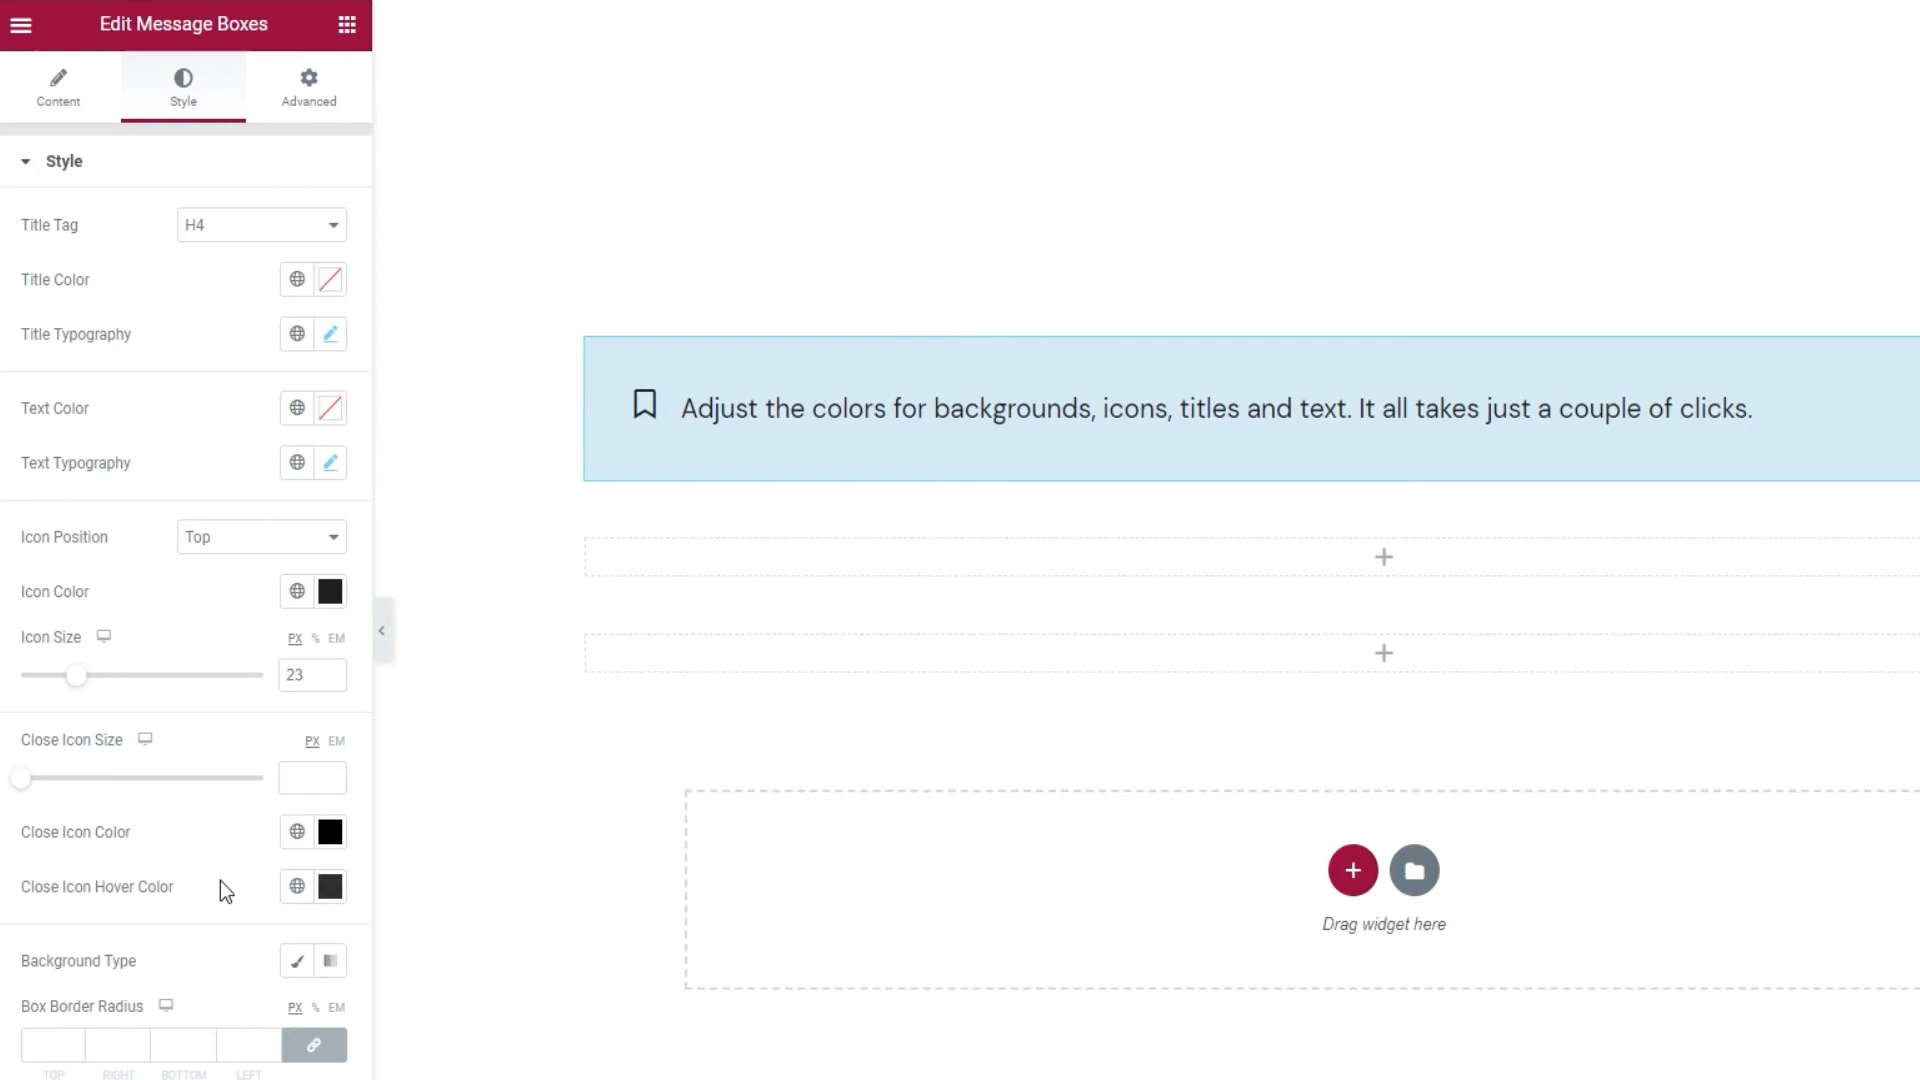 Edit Message Boxes
Content
Style
Advanced
Style
Title Tag
H4
Title Color
Title Typography
Text Color
Text Typography
Icon Position
Top
Icon Color
Icon Size
PX % EM
23
Close Icon Size
PX EM
Close Icon Color
Close Icon Hover Color
Background Type
Box Border Radius
PX % EM
TOP RIGHT BOTTOM LEFT
Adjust the colors for backgrounds, icons, titles and text. It all takes just a couple of clicks.
Drag widget here